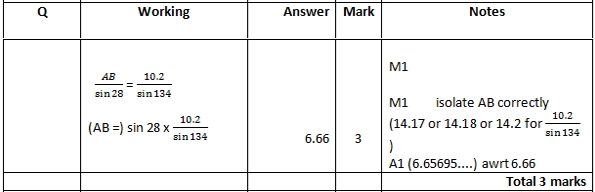 Q Working Answer Mark Notes
AB/sin 28 = 10.2/sin 134
(AB =) sin 28 x 10.2/sin 134
6.66 3
M1
M1 isolate AB correctly
(14.17 or 14.18 or 14.2 for 10.2/sin 134
)
A1 (6.65695....) awrt 6.66
Total 3 marks